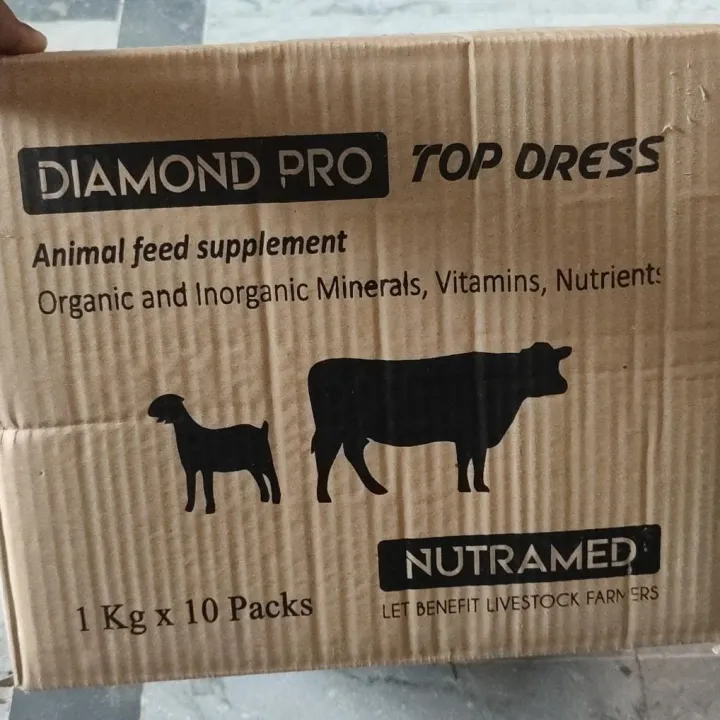 DIAMOND PRO TOP DRESS
Animal feed supplement
Organic and Inorganic Minerals, Vitamins, Nutrients
NUTRAMED
1 Kg x 10 Packs
LET BENEFIT LIVESTOCK FARMERS